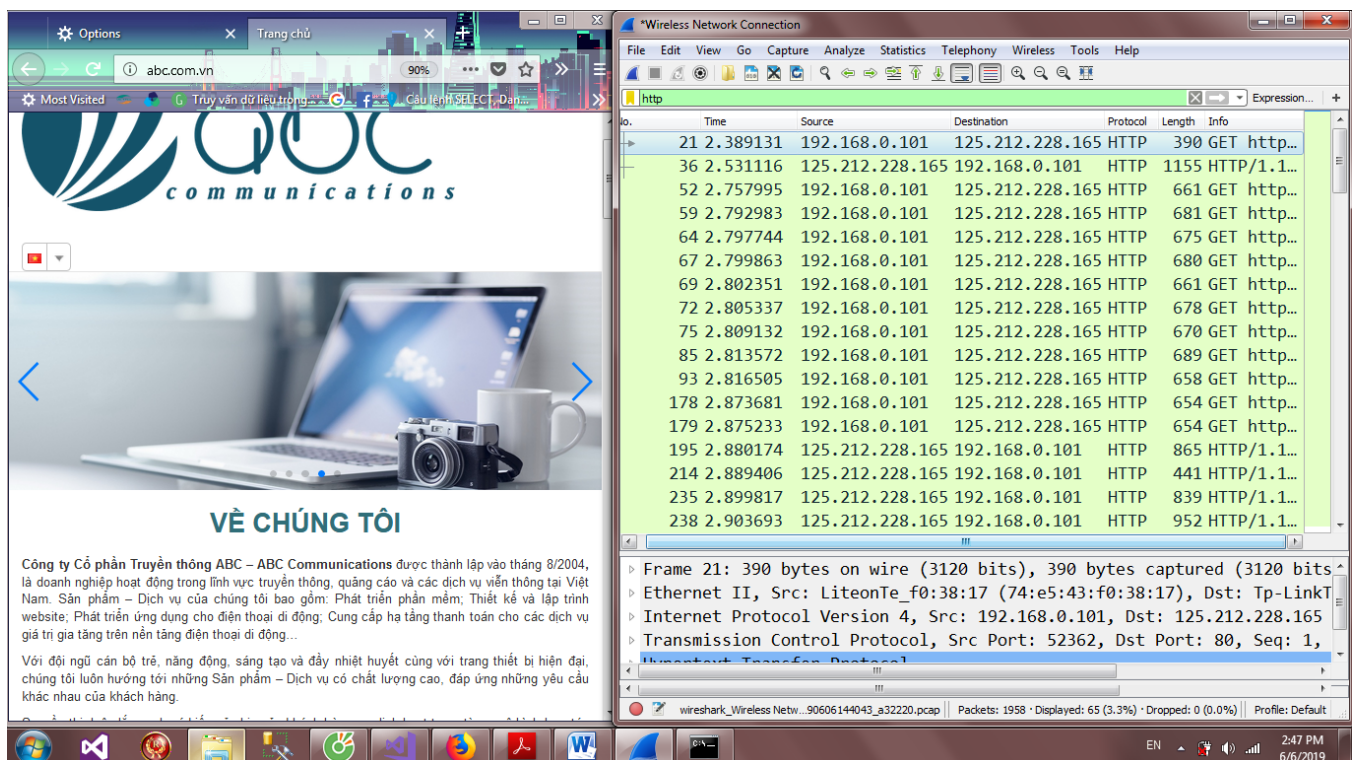 Options
Trang chủ
abc.com.vn
90%
Most Visited
Truy vấn dữ liệu trong...
Câu lệnh SELECT, Dan...
abc
communications
VỀ CHÚNG TÔI
Công ty Cổ phần Truyền thông ABC – ABC Communications được thành lập vào tháng 8/2004,
là doanh nghiệp hoạt động trong lĩnh vực truyền thông, quảng cáo và các dịch vụ viễn thông tại Việt
Nam. Sản phẩm – Dịch vụ của chúng tôi bao gồm: Phát triển phần mềm; Thiết kế và lập trình
website; Phát triển ứng dụng cho điện thoại di động; Cung cấp hạ tầng thanh toán cho các dịch vụ
giá trị gia tăng trên nền tảng điện thoại di động...
Với đội ngũ cán bộ trẻ, năng động, sáng tạo và đầy nhiệt huyết cùng với trang thiết bị hiện đại,
chúng tôi luôn hướng tới những Sản phẩm – Dịch vụ có chất lượng cao, đáp ứng những yêu cầu
khác nhau của khách hàng.
*Wireless Network Connection
File Edit View Go Capture Analyze Statistics Telephony Wireless Tools Help
http
Expression... +
No. Time Source Destination Protocol Length Info
21 2.389131 192.168.0.101 125.212.228.165 HTTP 390 GET http...
36 2.531116 125.212.228.165 192.168.0.101 HTTP 1155 HTTP/1.1...
52 2.757995 192.168.0.101 125.212.228.165 HTTP 661 GET http...
59 2.792983 192.168.0.101 125.212.228.165 HTTP 681 GET http...
64 2.797744 192.168.0.101 125.212.228.165 HTTP 675 GET http...
67 2.799863 192.168.0.101 125.212.228.165 HTTP 680 GET http...
69 2.802351 192.168.0.101 125.212.228.165 HTTP 661 GET http...
72 2.805337 192.168.0.101 125.212.228.165 HTTP 678 GET http...
75 2.809132 192.168.0.101 125.212.228.165 HTTP 670 GET http...
85 2.813572 192.168.0.101 125.212.228.165 HTTP 689 GET http...
93 2.816505 192.168.0.101 125.212.228.165 HTTP 658 GET http...
178 2.873681 192.168.0.101 125.212.228.165 HTTP 654 GET http...
179 2.875233 192.168.0.101 125.212.228.165 HTTP 654 GET http...
195 2.880174 125.212.228.165 192.168.0.101 HTTP 865 HTTP/1.1...
214 2.889406 125.212.228.165 192.168.0.101 HTTP 441 HTTP/1.1...
235 2.899817 125.212.228.165 192.168.0.101 HTTP 839 HTTP/1.1...
238 2.903693 125.212.228.165 192.168.0.101 HTTP 952 HTTP/1.1...
Frame 21: 390 bytes on wire (3120 bits), 390 bytes captured (3120 bits
Ethernet II, Src: LiteonTe_f0:38:17 (74:e5:43:f0:38:17), Dst: Tp-LinkT
Internet Protocol Version 4, Src: 192.168.0.101, Dst: 125.212.228.165
Transmission Control Protocol, Src Port: 52362, Dst Port: 80, Seq: 1,
Hypertext Transfer Protocol
wireshark_Wireless Netw...90606144043_a32220.pcap Packets: 1958 · Displayed: 65 (3.3%) · Dropped: 0 (0.0%) Profile: Default
EN
2:47 PM
6/6/2019